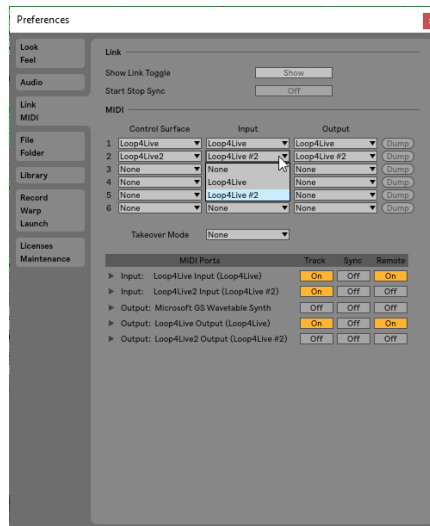 Preferences
Look
Feel
Audio
Link
MIDI
File
Folder
Library
Record
Warp
Launch
Licenses
Maintenance
Link
Show Link Toggle Show
Start Stop Sync Off
MIDI
Control Surface Input Output
1 Loop4Live Loop4Live Loop4Live Dump
2 Loop4Live2 Loop4Live #2 Loop4Live #2 Dump
3 None None None Dump
4 None Loop4Live None Dump
5 None Loop4Live #2 None Dump
6 None None None Dump
Takeover Mode None
MIDI Ports Track Sync Remote
Input: Loop4Live Input (Loop4Live) On Off On
Input: Loop4Live2 Input (Loop4Live #2) On Off Off
Output: Microsoft GS Wavetable Synth Off Off Off
Output: Loop4Live Output (Loop4Live) On Off On
Output: Loop4Live2 Output (Loop4Live #2) Off Off Off